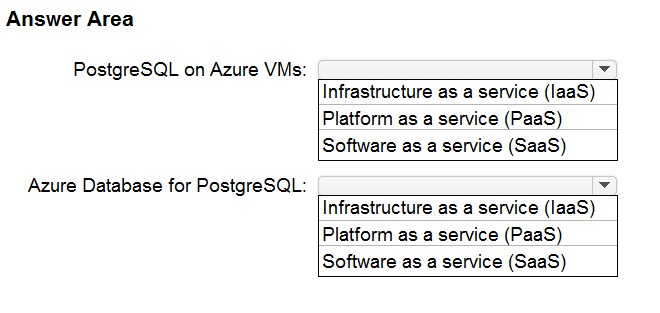 Answer Area
PostgreSQL on Azure VMs:
Infrastructure as a service (IaaS)
Platform as a service (PaaS)
Software as a service (SaaS)
Azure Database for PostgreSQL:
Infrastructure as a service (IaaS)
Platform as a service (PaaS)
Software as a service (SaaS)